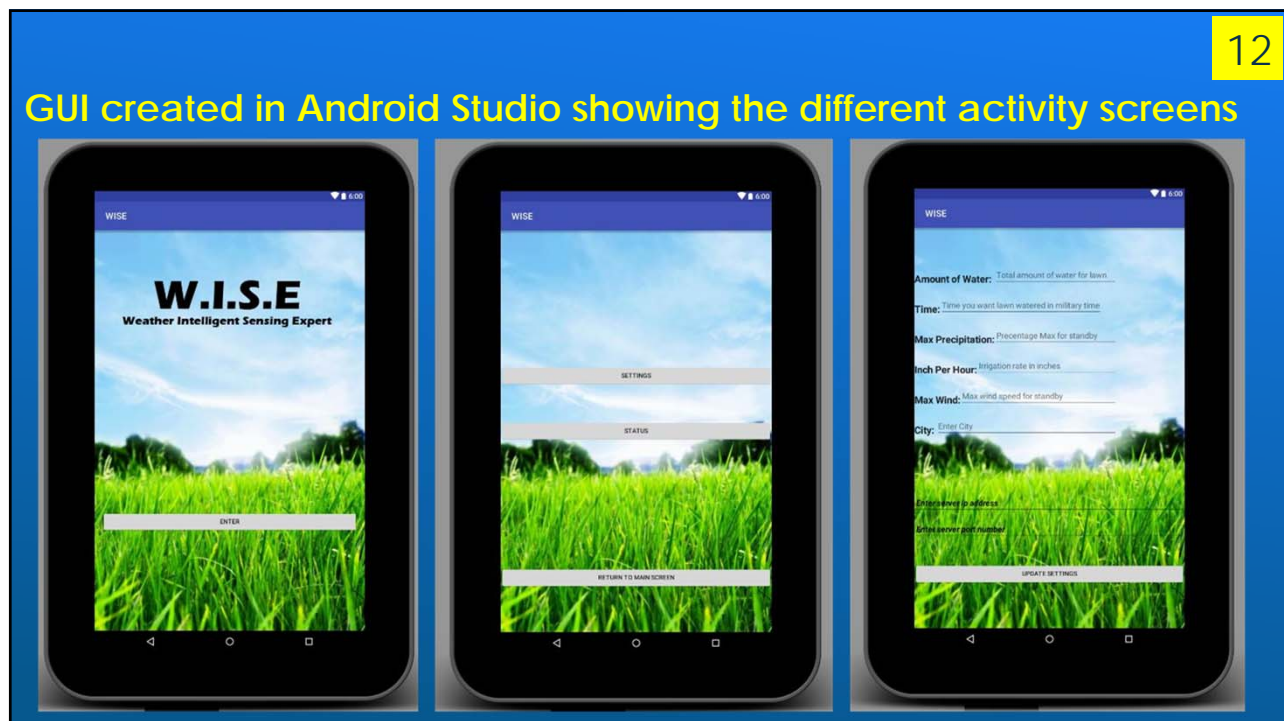 12
GUI created in Android Studio showing the different activity screens
6:00
WISE
W.I.S.E
Weather Intelligent Sensing Expert
ENTER
6:00
WISE
SETTINGS
STATUS
RETURN TO MAIN SCREEN
6:00
WISE
Amount of Water: Total amount of water for lawn
Time: Time you want lawn watered in military time
Max Precipitation: Precentage Max for standby
Inch Per Hour: Irrigation rate in inches
Max Wind: Max wind speed for standby
City: Enter City
Enter server ip address
Enter server port number
UPDATE SETTINGS